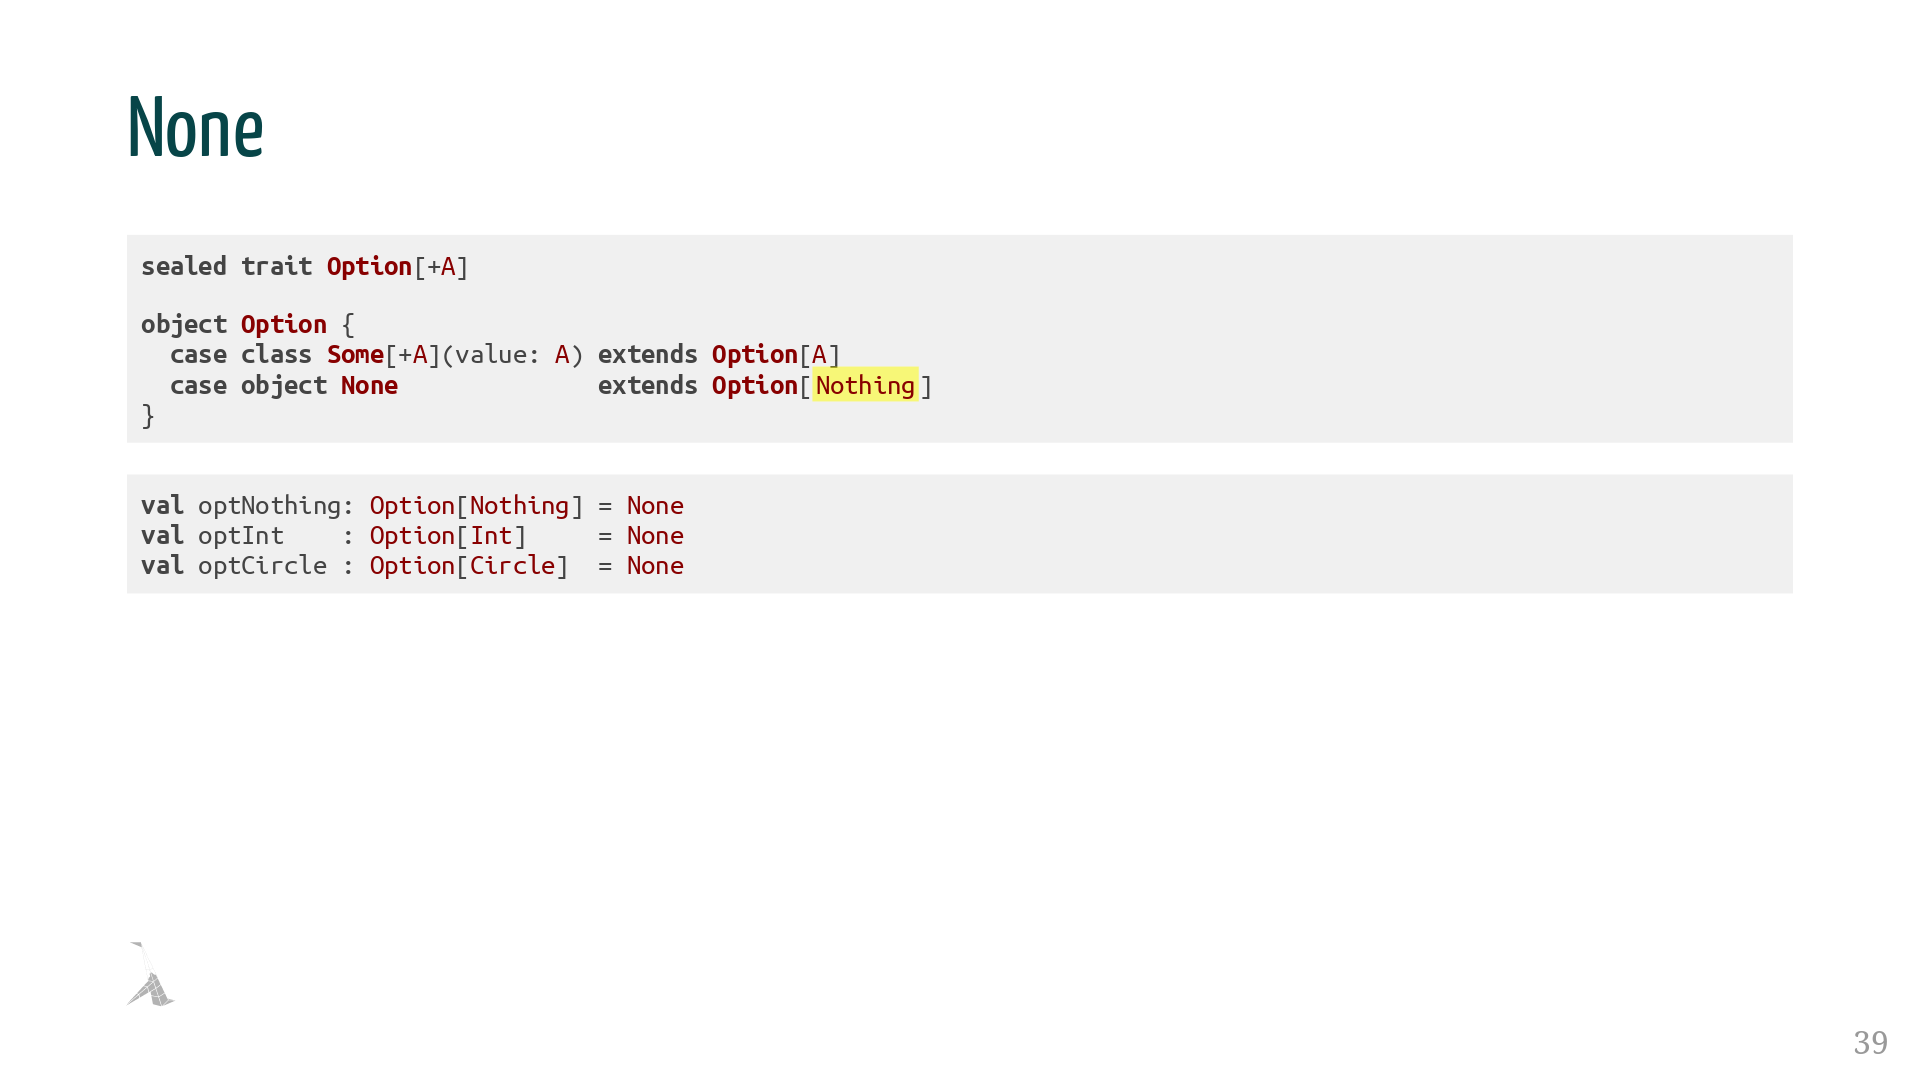 None
sealed trait Option[+A]
object Option {
  case class Some[+A](value: A) extends Option[A]
  case object None              extends Option[Nothing]
}
val optNothing: Option[Nothing] = None
val optInt    : Option[Int]     = None
val optCircle : Option[Circle]  = None
39